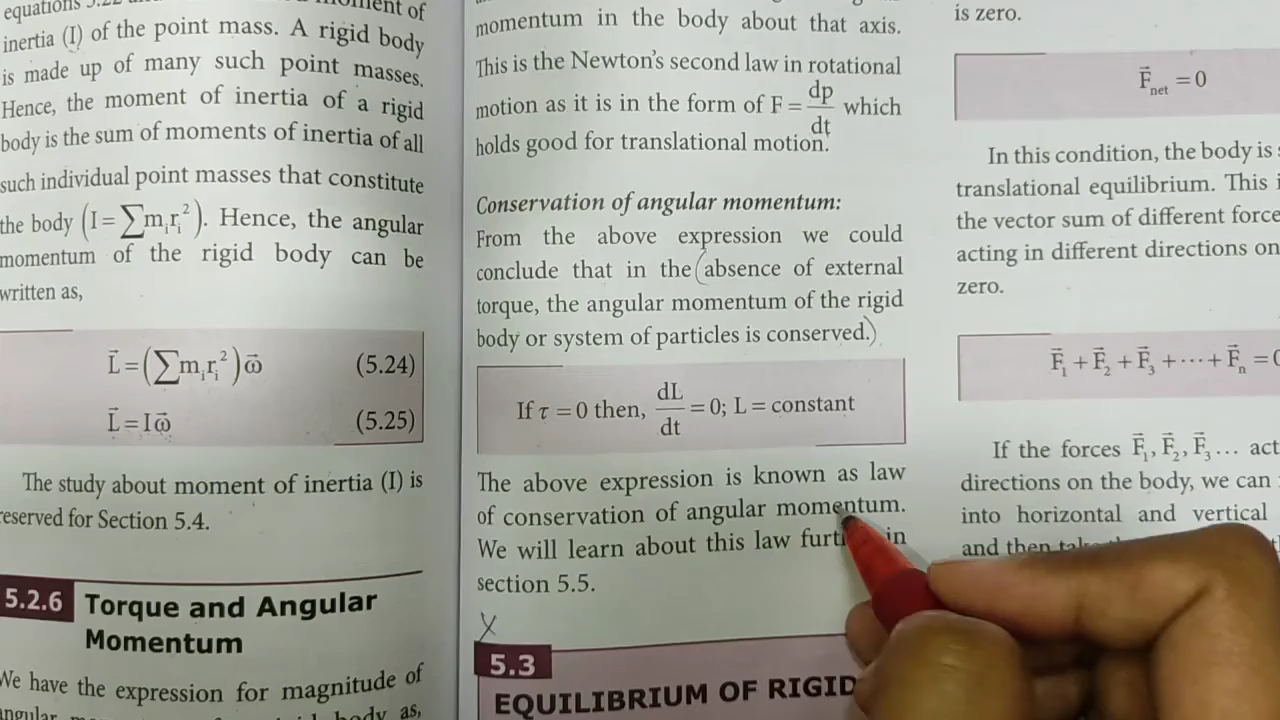 equations
inertia (I) of the point mass. A rigid body
is made up of many such point masses.
Hence, the moment of inertia of a rigid
body is the sum of moments of inertia of all
such individual point masses that constitute
the body (I=∑mᵢrᵢ²). Hence, the angular
momentum of the rigid body can be
written as,
L⃗=(∑mᵢrᵢ²)ω⃗ (5.24)
L⃗=Iω⃗ (5.25)
The study about moment of inertia (I) is
reserved for Section 5.4.
5.2.6 Torque and Angular
Momentum
We have the expression for magnitude of
body as,
momentum in the body about that axis.
This is the Newton's second law in rotational
motion as it is in the form of F = dp/dt which
holds good for translational motion.
Conservation of angular momentum:
From the above expression we could
conclude that in the (absence of external
torque, the angular momentum of the rigid
body or system of particles is conserved.)
If τ = 0 then, dL/dt = 0; L = constant
The above expression is known as law
of conservation of angular momentum.
We will learn about this law in
section 5.5.
X
5.3
EQUILIBRIUM OF RIGID
is zero.
F⃗net = 0
In this condition, the body is
translational equilibrium. This
the vector sum of different
acting in different directions on
zero.
F⃗₁ + F⃗₂ + F⃗₃ + ··· + F⃗ₙ =
If the forces F⃗₁, F⃗₂, F⃗₃...
directions on the body, we can
into horizontal and vertical
and then